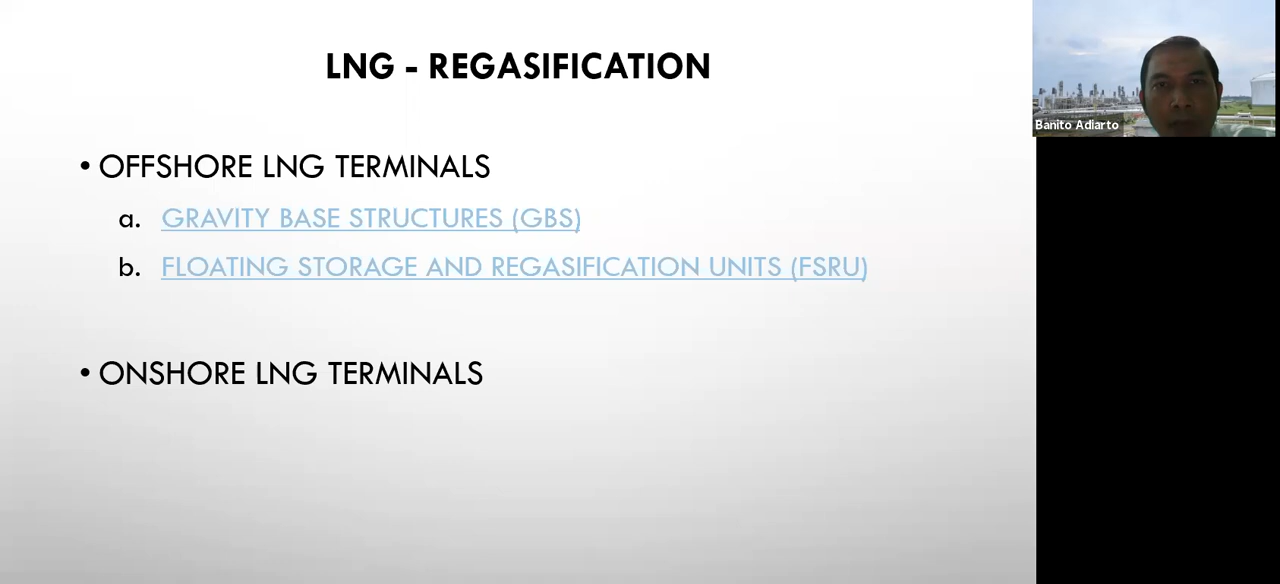 LNG - REGASIFICATION
• OFFSHORE LNG TERMINALS
a. GRAVITY BASE STRUCTURES (GBS)
b. FLOATING STORAGE AND REGASIFICATION UNITS (FSRU)
• ONSHORE LNG TERMINALS
Banito Adiarto